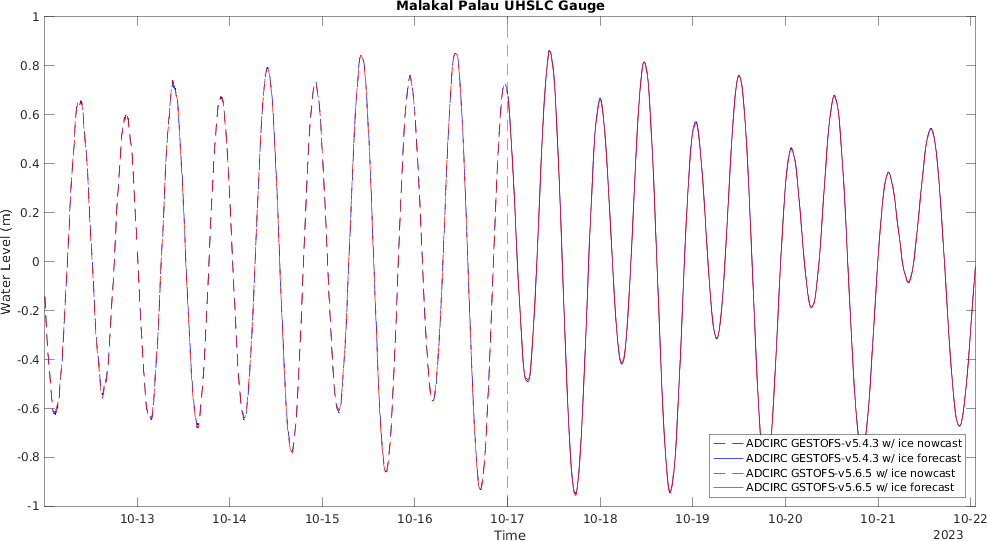 Malakal Palau UHSLC Gauge
1
0.8
0.6
0.4
0.2
0
-0.2
-0.4
-0.6
-0.8
-1
Water Level (m)
ADCIRC GESTOFS-v5.4.3 w/ ice nowcast
ADCIRC GESTOFS-v5.4.3 w/ ice forecast
ADCIRC GSTOFS-v5.6.5 w/ ice nowcast
ADCIRC GSTOFS-v5.6.5 w/ ice forecast
10-13 10-14 10-15 10-16 10-17 10-18 10-19 10-20 10-21 10-22
Time
2023